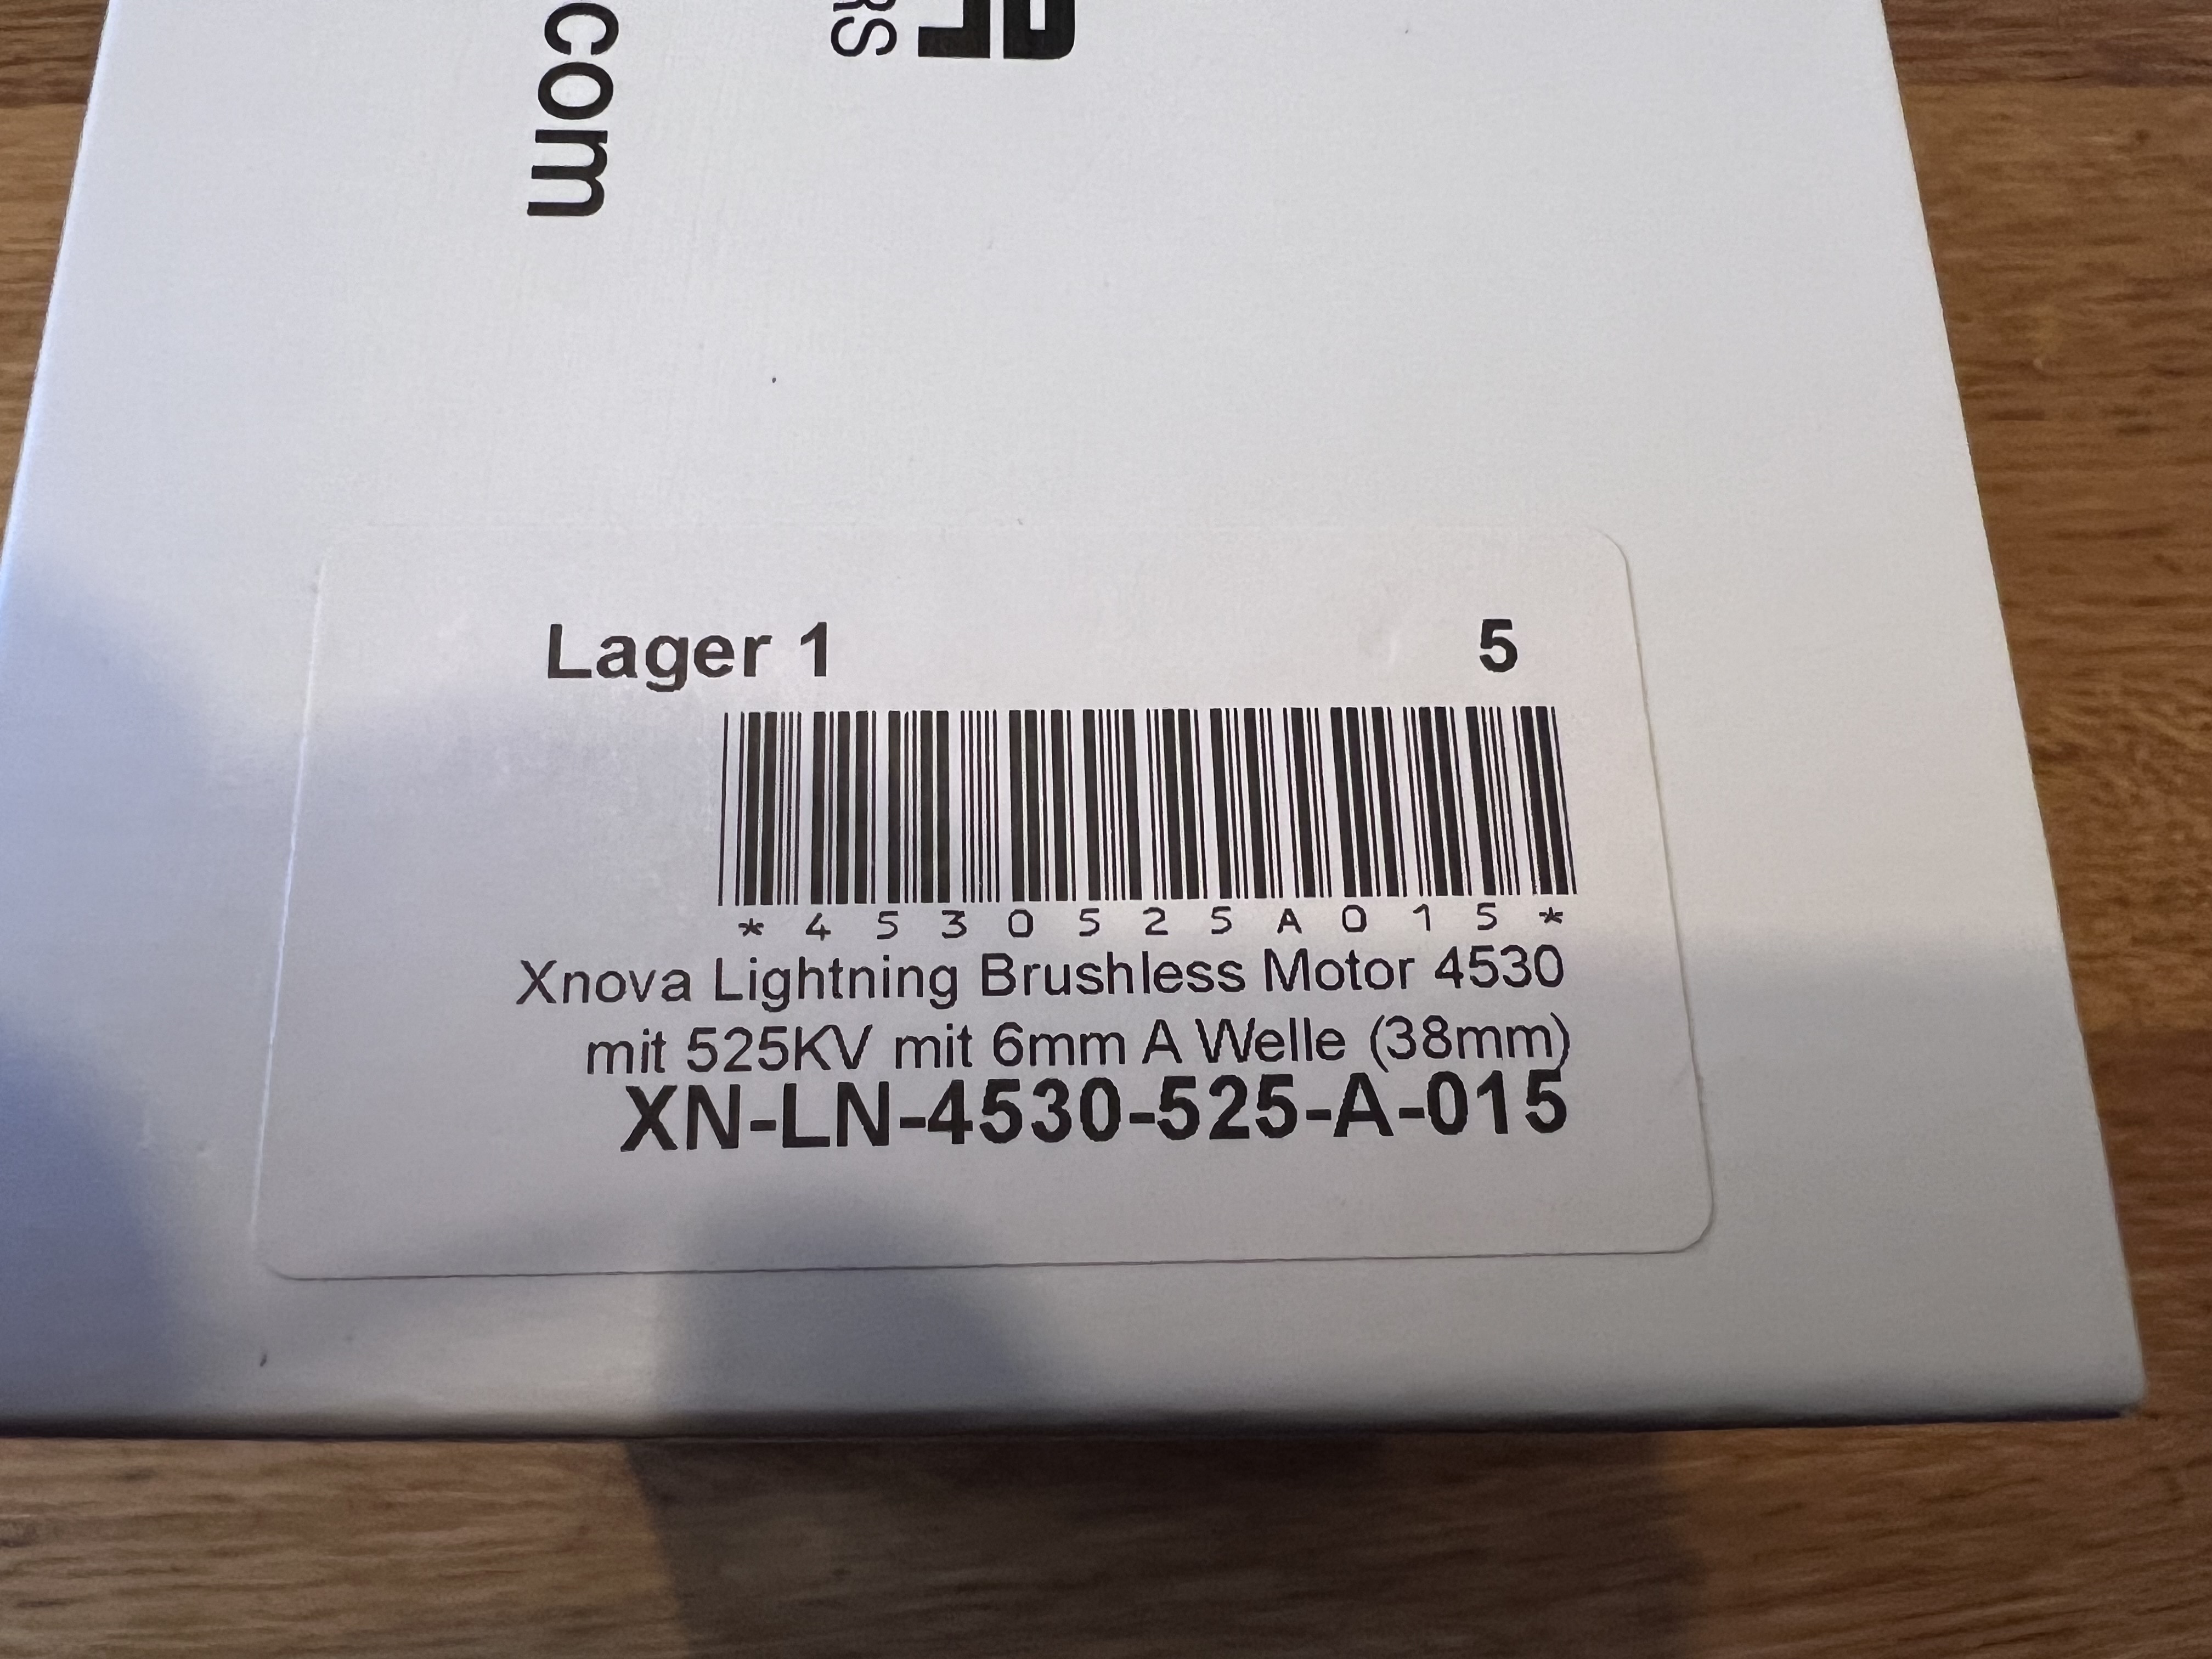 com
RS
Lager 1 5
*4530525A015*
Xnova Lightning Brushless Motor 4530
mit 525KV mit 6mm A Welle (38mm)
XN-LN-4530-525-A-015